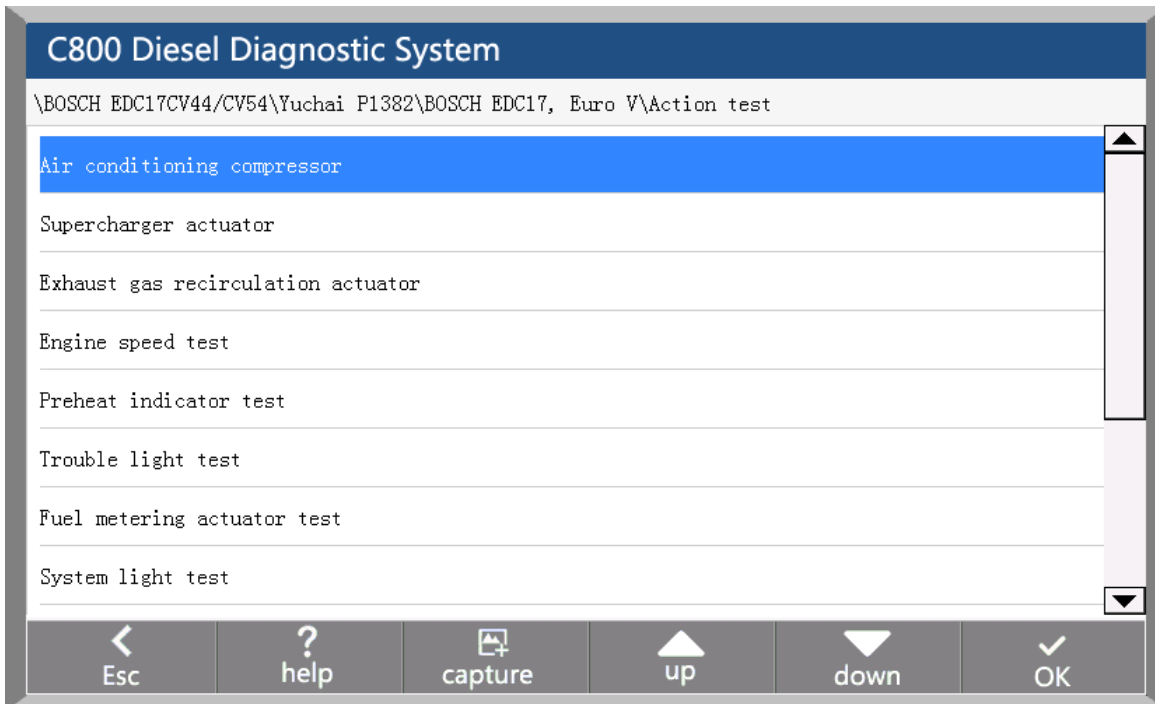 C800 Diesel Diagnostic System
\BOSCH EDC17CV44/CV54\Yuchai P1382\BOSCH EDC17, Euro V\Action test
Air conditioning compressor
Supercharger actuator
Exhaust gas recirculation actuator
Engine speed test
Preheat indicator test
Trouble light test
Fuel metering actuator test
System light test
Esc
? help
capture
up
down
OK